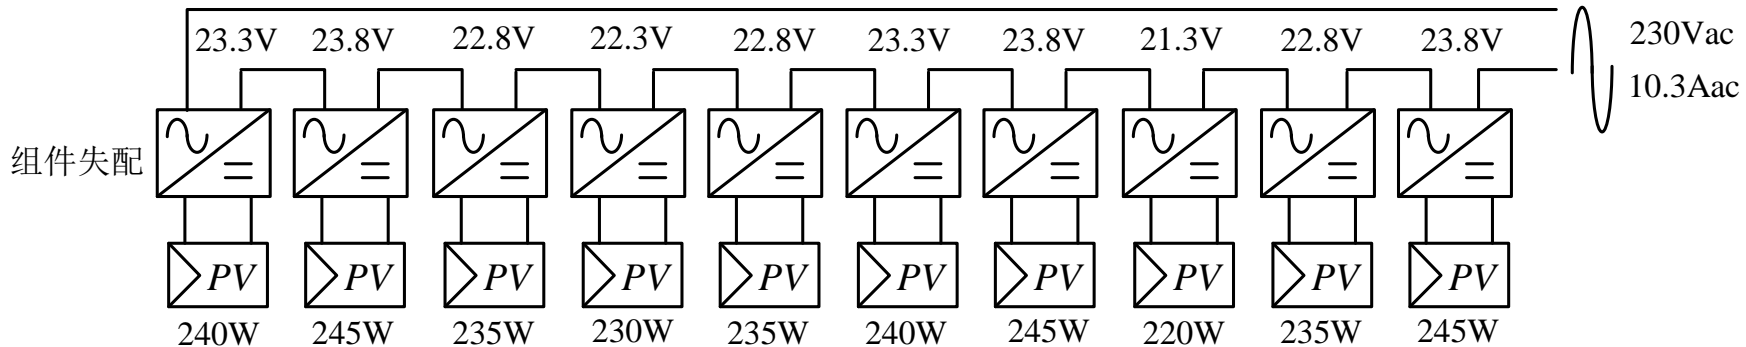 23.3V 23.8V 22.8V 22.3V 22.8V 23.3V 23.8V 21.3V 22.8V 23.8V
230Vac
10.3Aac
组件失配
PV PV PV PV PV PV PV PV PV PV
240W 245W 235W 230W 235W 240W 245W 220W 235W 245W